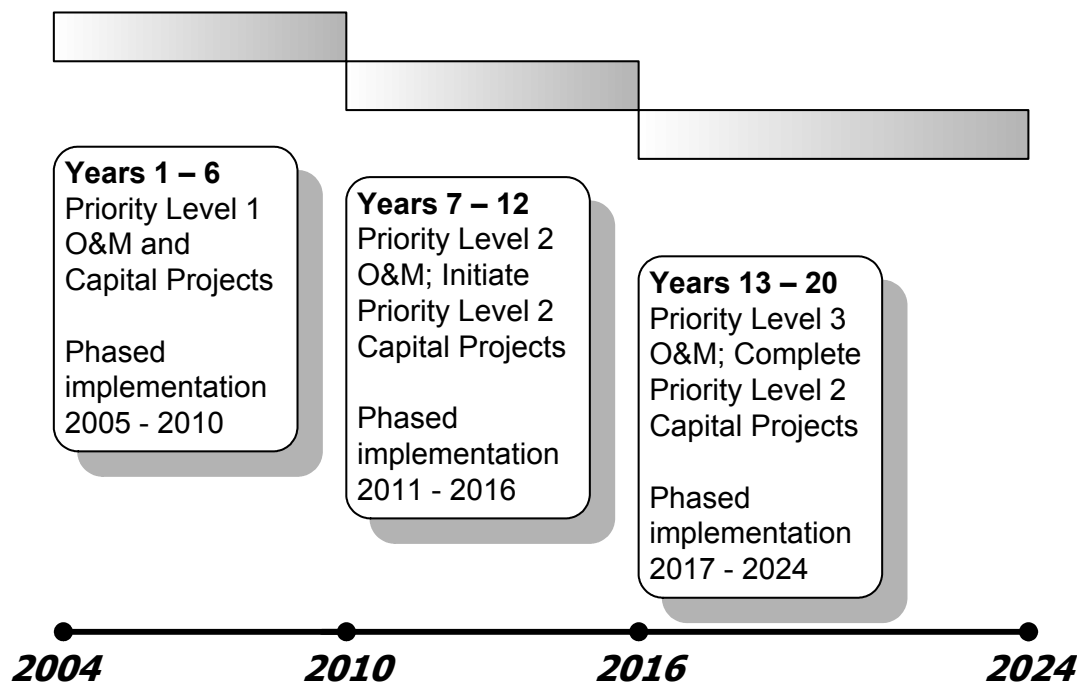 Years 1 – 6
Priority Level 1
O&M and
Capital Projects
Phased
implementation
2005 - 2010
Years 7 – 12
Priority Level 2
O&M; Initiate
Priority Level 2
Capital Projects
Phased
implementation
2011 - 2016
Years 13 – 20
Priority Level 3
O&M; Complete
Priority Level 2
Capital Projects
Phased
implementation
2017 - 2024
2004
2010
2016
2024